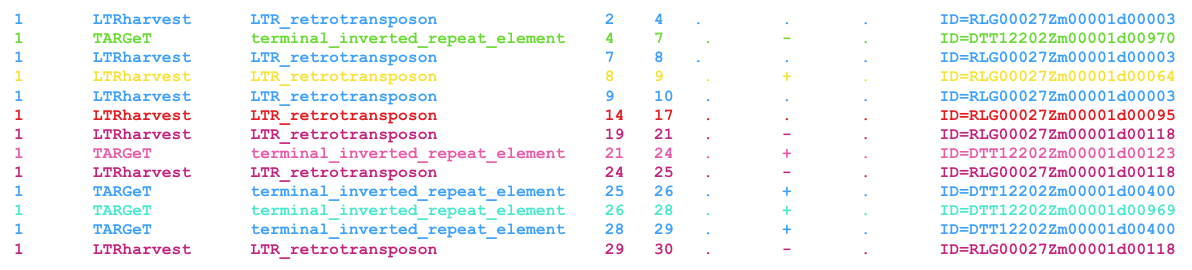 1 LTRharvest LTR_retrotransposon 2 4 . . . ID=RLG00027Zm00001d00003
1 TARGeT terminal_inverted_repeat_element 4 7 . - . ID=DTT12202Zm00001d00970
1 LTRharvest LTR_retrotransposon 7 8 . . . ID=RLG00027Zm00001d00003
1 LTRharvest LTR_retrotransposon 8 9 . + . ID=RLG00027Zm00001d00064
1 LTRharvest LTR_retrotransposon 9 10 . . . ID=RLG00027Zm00001d00003
1 LTRharvest LTR_retrotransposon 14 17 . . . ID=RLG00027Zm00001d00095
1 LTRharvest LTR_retrotransposon 19 21 . - . ID=RLG00027Zm00001d00118
1 TARGeT terminal_inverted_repeat_element 21 24 . + . ID=DTT12202Zm00001d00123
1 LTRharvest LTR_retrotransposon 24 25 . - . ID=RLG00027Zm00001d00118
1 TARGeT terminal_inverted_repeat_element 25 26 . + . ID=DTT12202Zm00001d00400
1 TARGeT terminal_inverted_repeat_element 26 28 . + . ID=DTT12202Zm00001d00969
1 TARGeT terminal_inverted_repeat_element 28 29 . + . ID=DTT12202Zm00001d00400
1 LTRharvest LTR_retrotransposon 29 30 . - . ID=RLG00027Zm00001d00118